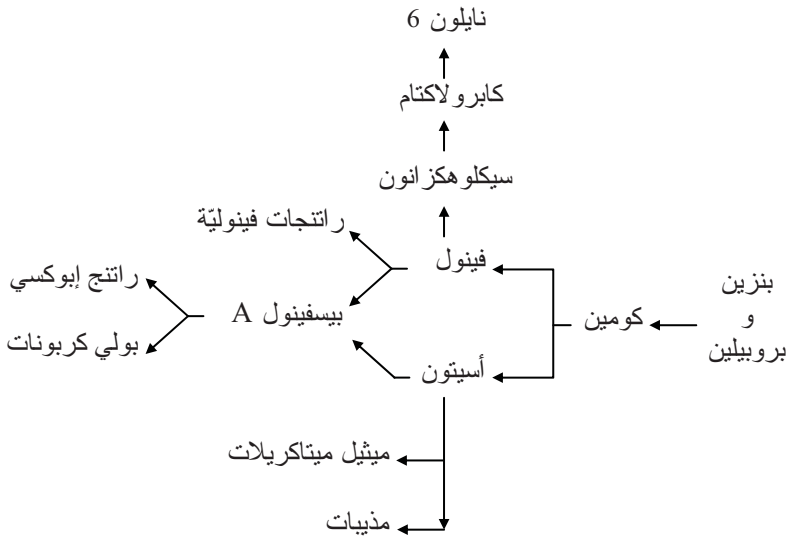 نايلون 6
كابرولاكتام
سيكلوهكزانون
راتنجات فينوليّة
فينول
بنزين
و
بروبيلين
كومين
راتنج إبوكسي
بيسفينول A
بولي كربونات
أسيتون
ميثيل ميتاكريلات
مذيبات